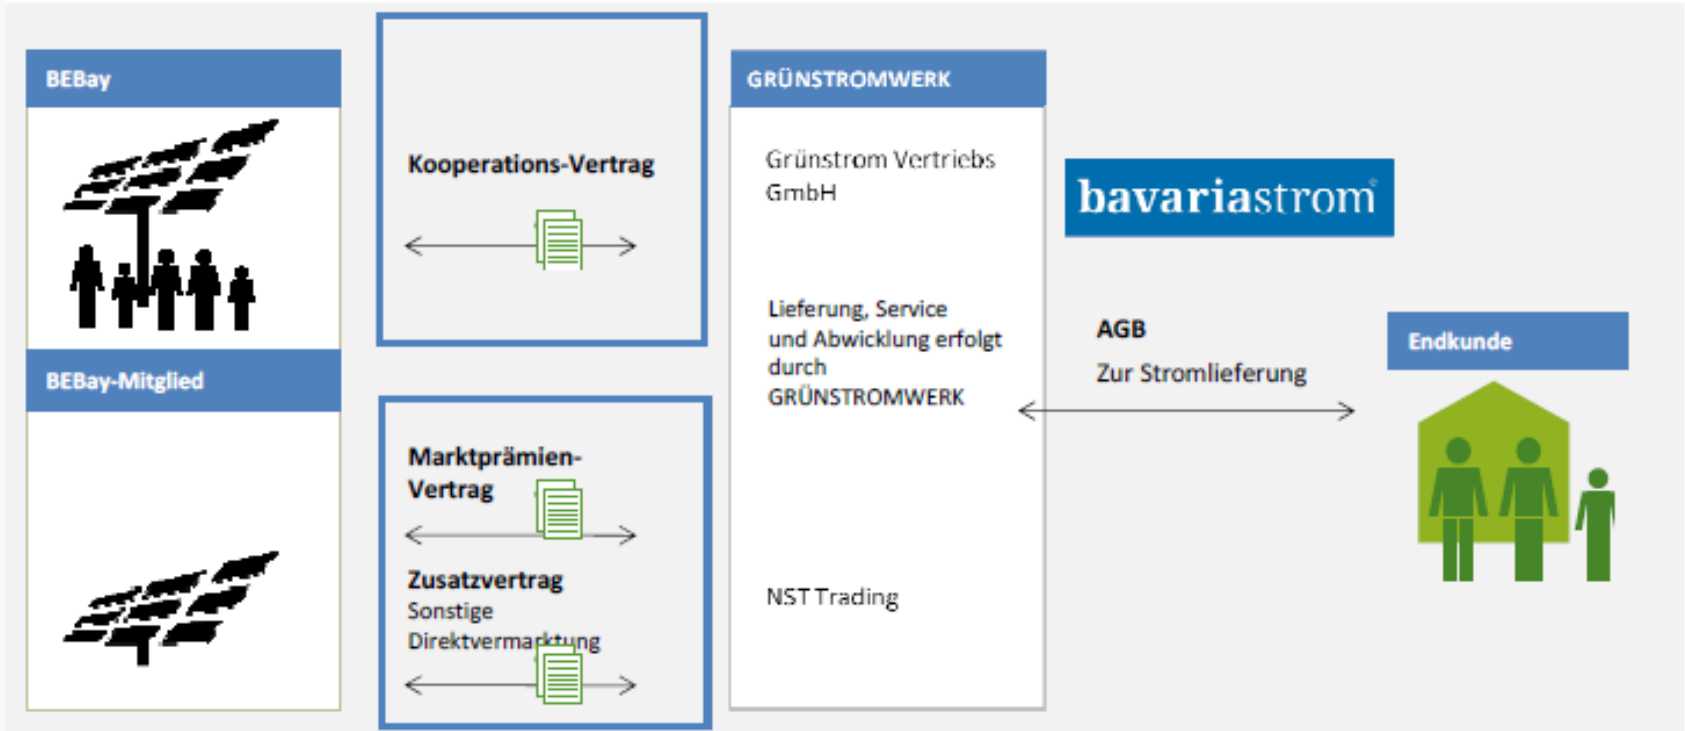 BEBay
BEBay-Mitglied
Kooperations-Vertrag
Marktprämien-
Vertrag
Zusatzvertrag
Sonstige
Direktvermarktung
GRÜNSTROMWERK
Grünstrom Vertriebs
GmbH
Lieferung, Service
und Abwicklung erfolgt
durch
GRÜNSTROMWERK
NST Trading
bavariastrom
AGB
Zur Stromlieferung
Endkunde